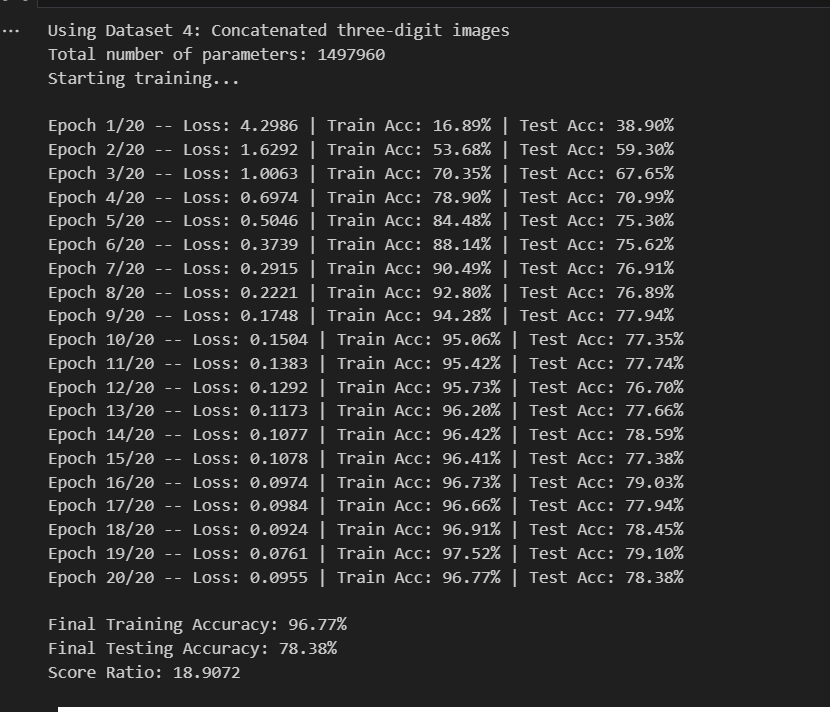 ...
Using Dataset 4: Concatenated three-digit images
Total number of parameters: 1497960
Starting training...
Epoch 1/20 -- Loss: 4.2986 | Train Acc: 16.89% | Test Acc: 38.90%
Epoch 2/20 -- Loss: 1.6292 | Train Acc: 53.68% | Test Acc: 59.30%
Epoch 3/20 -- Loss: 1.0063 | Train Acc: 70.35% | Test Acc: 67.65%
Epoch 4/20 -- Loss: 0.6974 | Train Acc: 78.90% | Test Acc: 70.99%
Epoch 5/20 -- Loss: 0.5046 | Train Acc: 84.48% | Test Acc: 75.30%
Epoch 6/20 -- Loss: 0.3739 | Train Acc: 88.14% | Test Acc: 75.62%
Epoch 7/20 -- Loss: 0.2915 | Train Acc: 90.49% | Test Acc: 76.91%
Epoch 8/20 -- Loss: 0.2221 | Train Acc: 92.80% | Test Acc: 76.89%
Epoch 9/20 -- Loss: 0.1748 | Train Acc: 94.28% | Test Acc: 77.94%
Epoch 10/20 -- Loss: 0.1504 | Train Acc: 95.06% | Test Acc: 77.35%
Epoch 11/20 -- Loss: 0.1383 | Train Acc: 95.42% | Test Acc: 77.74%
Epoch 12/20 -- Loss: 0.1292 | Train Acc: 95.73% | Test Acc: 76.70%
Epoch 13/20 -- Loss: 0.1173 | Train Acc: 96.20% | Test Acc: 77.66%
Epoch 14/20 -- Loss: 0.1077 | Train Acc: 96.42% | Test Acc: 78.59%
Epoch 15/20 -- Loss: 0.1078 | Train Acc: 96.41% | Test Acc: 77.38%
Epoch 16/20 -- Loss: 0.0974 | Train Acc: 96.73% | Test Acc: 79.03%
Epoch 17/20 -- Loss: 0.0984 | Train Acc: 96.66% | Test Acc: 77.94%
Epoch 18/20 -- Loss: 0.0924 | Train Acc: 96.91% | Test Acc: 78.45%
Epoch 19/20 -- Loss: 0.0761 | Train Acc: 97.52% | Test Acc: 79.10%
Epoch 20/20 -- Loss: 0.0955 | Train Acc: 96.77% | Test Acc: 78.38%
Final Training Accuracy: 96.77%
Final Testing Accuracy: 78.38%
Score Ratio: 18.9072